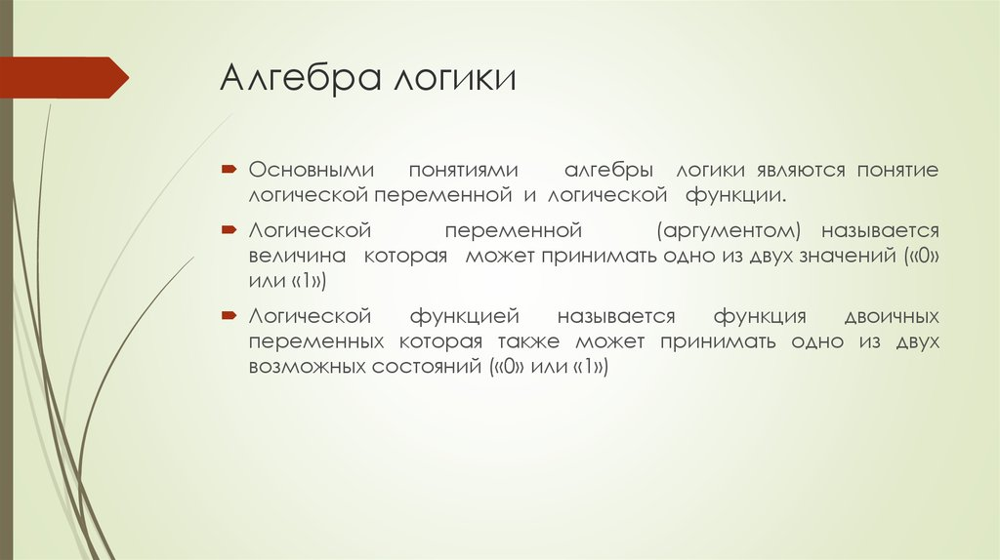 Алгебра логики
Основными понятиями алгебры логики являются понятие
логической переменной и логической функции.
Логической переменной (аргументом) называется
величина которая может принимать одно из двух значений («0»
или «1»)
Логической функцией называется функция двоичных
переменных которая также может принимать одно из двух
возможных состояний («0» или «1»)